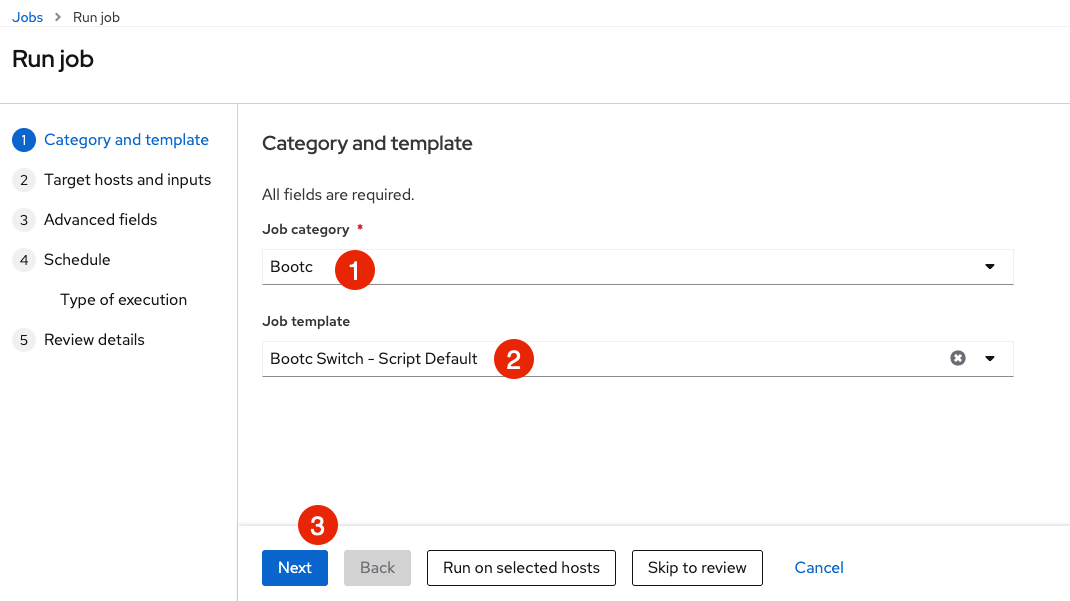 Jobs > Run job
Run job
1 Category and template
2 Target hosts and inputs
3 Advanced fields
4 Schedule
Type of execution
5 Review details
Category and template
All fields are required.
Job category *
Bootc 1
Job template
Bootc Switch - Script Default 2
3
Next Back Run on selected hosts Skip to review Cancel